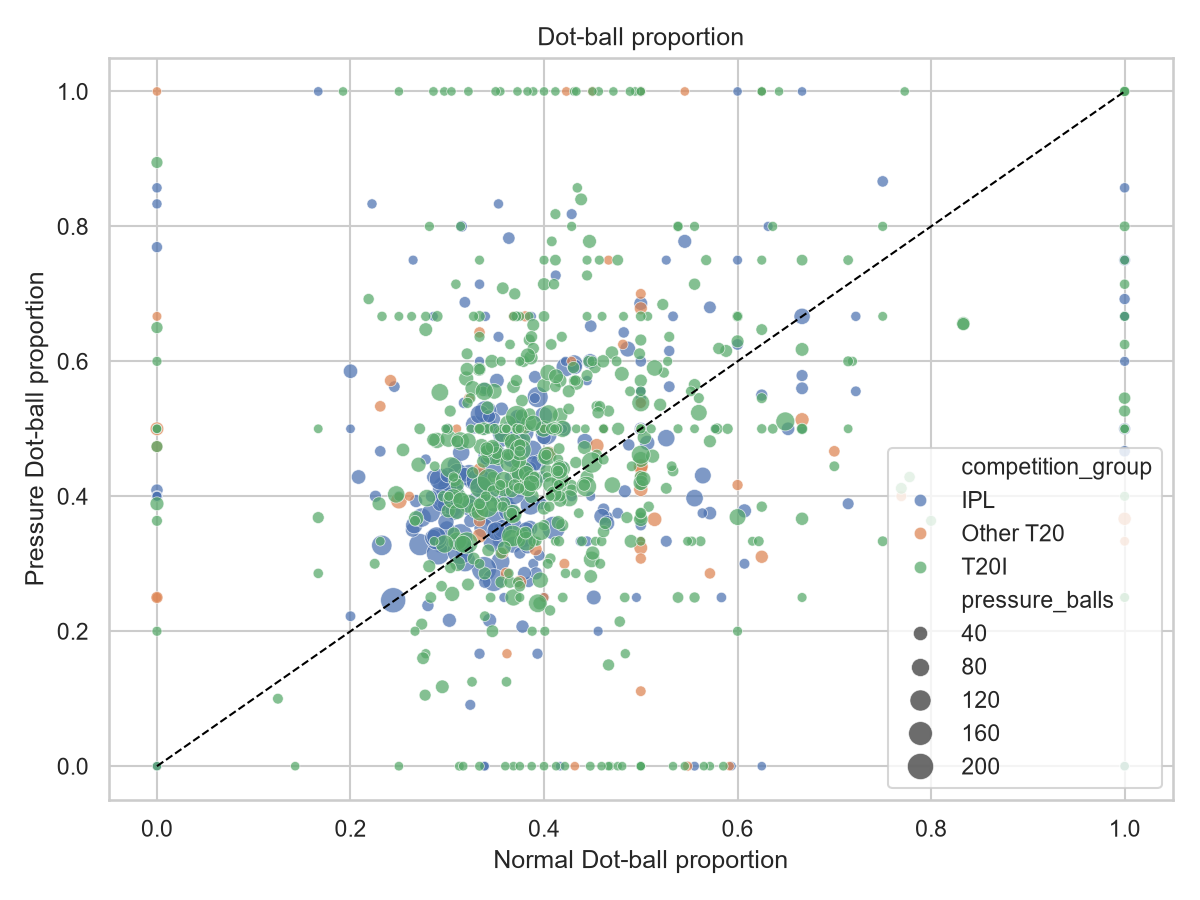 Dot-ball proportion
1.0
0.8
0.6
0.4
0.2
0.0
Pressure Dot-ball proportion
competition_group
IPL
Other T20
T20I
pressure_balls
40
80
120
160
200
0.0 0.2 0.4 0.6 0.8 1.0
Normal Dot-ball proportion